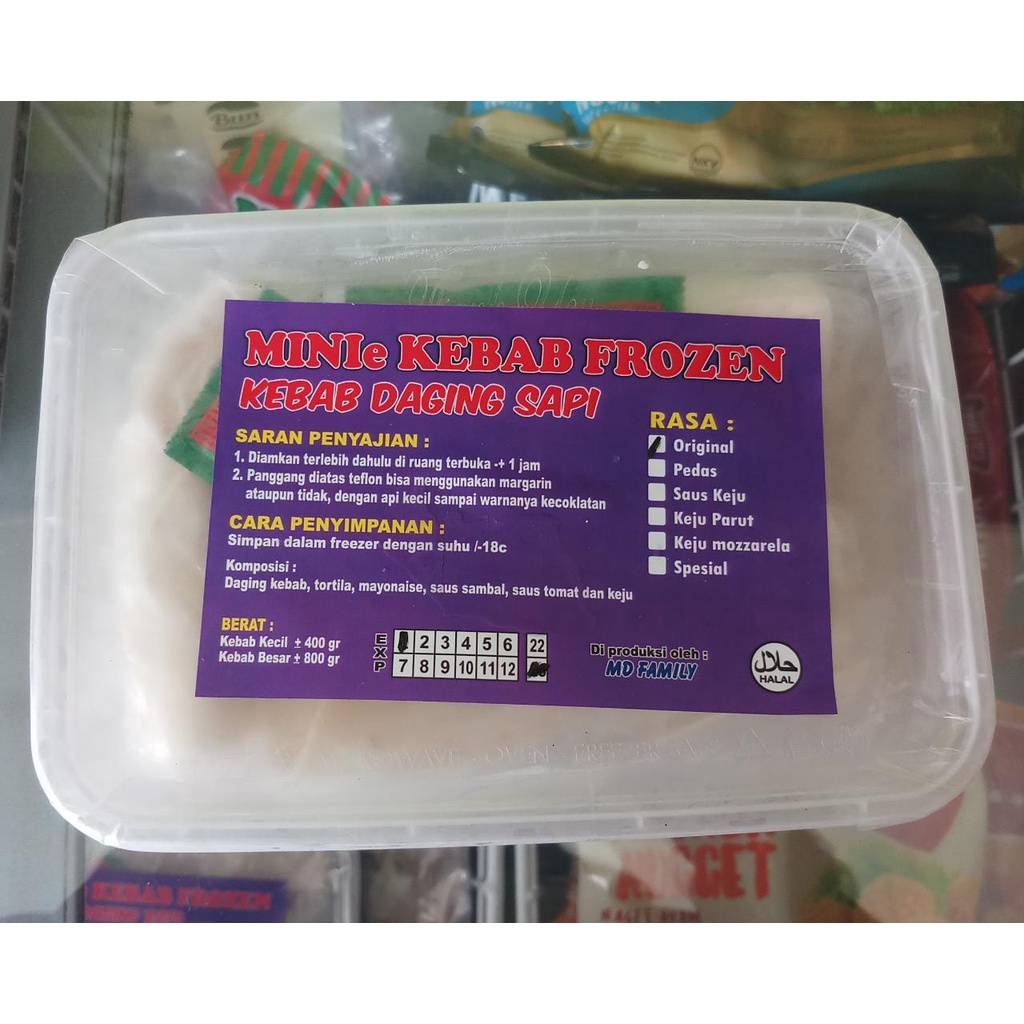 Bun
MINIe KEBAB FROZEN
KEBAB DAGING SAPI
SARAN PENYAJIAN :
1. Diamkan terlebih dahulu di ruang terbuka -+ 1 jam
2. Panggang diatas teflon bisa menggunakan margarin
ataupun tidak, dengan api kecil sampai warnanya kecoklatan
CARA PENYIMPANAN :
Simpan dalam freezer dengan suhu /-18c
Komposisi :
Daging kebab, tortila, mayonaise, saus sambal, saus tomat dan keju
RASA :
Original
Pedas
Saus Keju
Keju Parut
Keju mozzarela
Spesial
BERAT :
Kebab Kecil ± 400 gr
Kebab Besar ± 800 gr
EXP
2 3 4 5 6 22
7 8 9 10 11 12
Di produksi oleh :
MD FAMILY
حلال
HALAL
OVEN
KEBAB FROZEN
NUGGET